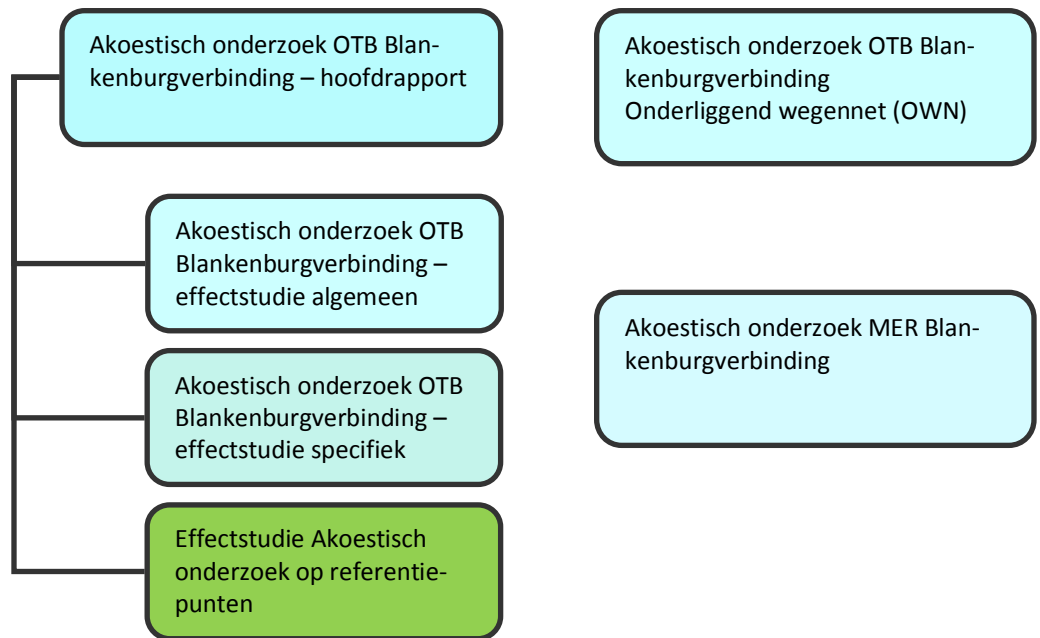 Akoestisch onderzoek OTB Blan-
kenburgverbinding – hoofdrapport
Akoestisch onderzoek OTB Blan-
kenburgverbinding
Onderliggend wegennet (OWN)
Akoestisch onderzoek OTB
Blankenburgverbinding –
effectstudie algemeen
Akoestisch onderzoek MER Blan-
kenburgverbinding
Akoestisch onderzoek OTB
Blankenburgverbinding –
effectstudie specifiek
Effectstudie Akoestisch
onderzoek op referentie-
punten